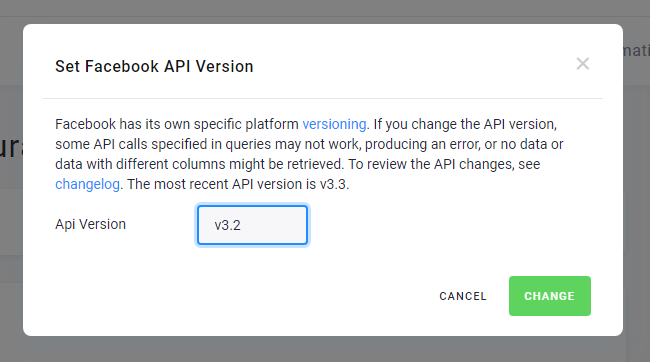 Set Facebook API Version
Facebook has its own specific platform versioning. If you change the API version,
some API calls specified in queries may not work, producing an error, or no data or
data with different columns might be retrieved. To review the API changes, see
changelog. The most recent API version is v3.3.
Api Version
v3.2
CANCEL
CHANGE